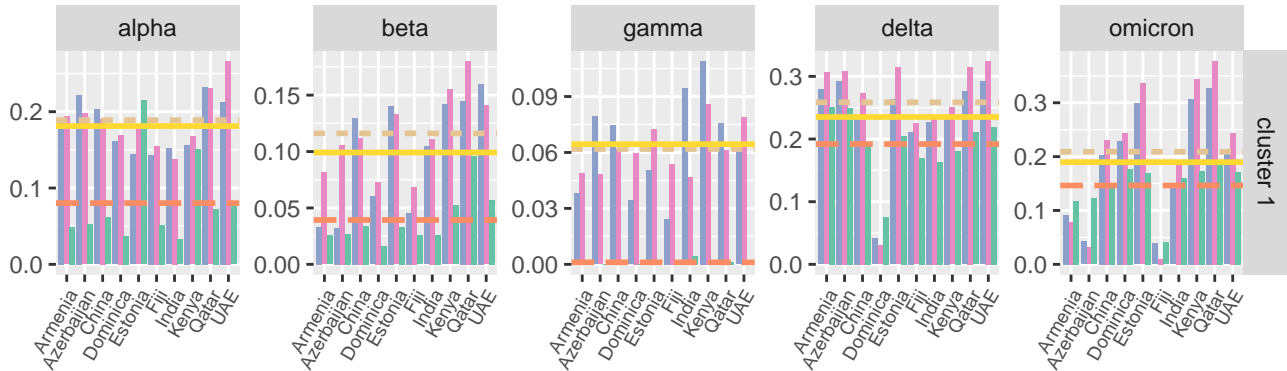 alpha
beta
gamma
delta
omicron
cluster 1
0.2
0.1
0.0
Armenia
Azerbaijan
China
Dominica
Estonia
Fiji
India
Kenya
Qatar
UAE
0.15
0.10
0.05
0.00
Armenia
Azerbaijan
China
Dominica
Estonia
Fiji
India
Kenya
Qatar
UAE
0.09
0.06
0.03
0.00
Armenia
Azerbaijan
China
Dominica
Estonia
Fiji
India
Kenya
Qatar
UAE
0.3
0.2
0.1
0.0
Armenia
Azerbaijan
China
Dominica
Estonia
Fiji
India
Kenya
Qatar
UAE
0.3
0.2
0.1
0.0
Armenia
Azerbaijan
China
Dominica
Estonia
Fiji
India
Kenya
Qatar
UAE